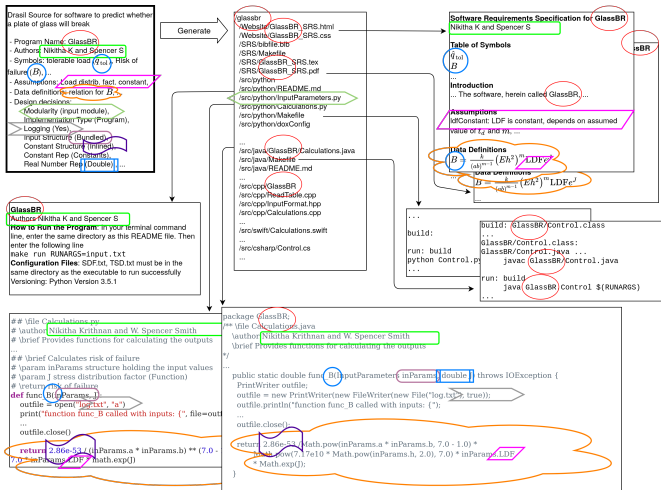 Drasil Source for software to predict whether
a plate of glass will break
- Program Name: GlassBR
- Authors: Nikitha K and Spencer S
- Symbols: tolerable load (q̂tol), Risk of
failure (B), ...
- Assumptions: Load distrib. fact, constant, ...
- Data definitions: relation for B, ...
- Design decisions:
Modularity (input module),
Implementation Type (Program),
Logging (Yes),
Input Structure (Bundled),
Constant Structure (Inlined),
Constant Rep (Constants),
Real Number Rep (Double), ...
Generate
glassbr
/Website/GlassBR_SRS.html
/Website/GlassBR_SRS.css
/SRS/bibfile.bib
/SRS/Makefile
/SRS/GlassBR_SRS.tex
/SRS/GlassBR_SRS.pdf
/src/python
/src/python/README.md
/src/python/InputParameters.py
/src/python/Calculations.py
/src/python/Makefile
/src/python/doxConfig
...
/src/java/GlassBR/Calculations.java
/src/java/Makefile
/src/java/README.md
...
/src/cpp/GlassBR
/src/cpp/ReadTable.cpp
/src/cpp/InputFormat.hpp
/src/cpp/Calculations.cpp
...
/src/swift/Calculations.swift
...
/src/csharp/Control.cs
...
Software Requirements Specification for GlassBR
Nikitha K and Spencer S
...
Table of Symbols
q̂tol
B
...
Introduction
... The software, herein called GlassBR, ...
...
Assumptions
ldfConstant: LDF is constant, depends on assumed
value of t_d and m, ...
...
Data Definitions
B = k/(ab)^(m−1) (Eh²)^m LDFe^J
...
ssBR
Data Definitions
B = k/(ab)^(m−1) (Eh²)^m LDFe^J
GlassBR
Authors Nikitha K and Spencer S
How to Run the Program: In your terminal
line, enter the same directory as this README file. Then
enter the following line
make run RUNARGS=input.txt
Configuration Files: SDF.txt, TSD.txt must be in the
same directory as the executable to run successfully
Versioning: Python Version 3.5.1
...
build:
run: build
python Control.py
...
build: GlassBR/Control.class
...
GlassBR/Control.class:
GlassBR/Control.java ...
javac GlassBR/Control.java
run: build
java GlassBR.Control $(RUNARGS)
...
## \file Calculations.py
# \author Nikitha Krithnan and W. Spencer Smith
# \brief Provides functions for calculating the outputs
...
## \brief Calculates risk of failure
# \param inParams structure holding the input values
# \param J stress distribution factor (Function)
# \return risk of failure
def func_B(inParams, J):
outfile = open("log.txt", "a")
print("function func_B called with inputs: {", file=outf
...
outfile.close()
return 2.86e-53 / (inParams.a * inParams.b) ** (7.0 -
7.0 * inParams.LDF * math.exp(J)
package GlassBR;
/** \file Calculations.java
\author Nikitha Krithnan and W. Spencer Smith
\brief Provides functions for calculating the outputs
*/
...
public static double func_B(InputParameters inParams, double J) throws IOException {
PrintWriter outfile;
outfile = new PrintWriter(new FileWriter(new File("log.txt"), true));
outfile.println("function func_B called with inputs: {");
...
outfile.close();
return 2.86e-53 /Math.pow(inParams.a * inParams.b, 7.0 - 1.0) *
Math.pow(7.17e10 * Math.pow(inParams.h, 2.0), 7.0) * inParams.LDF
* Math.exp(J);
}